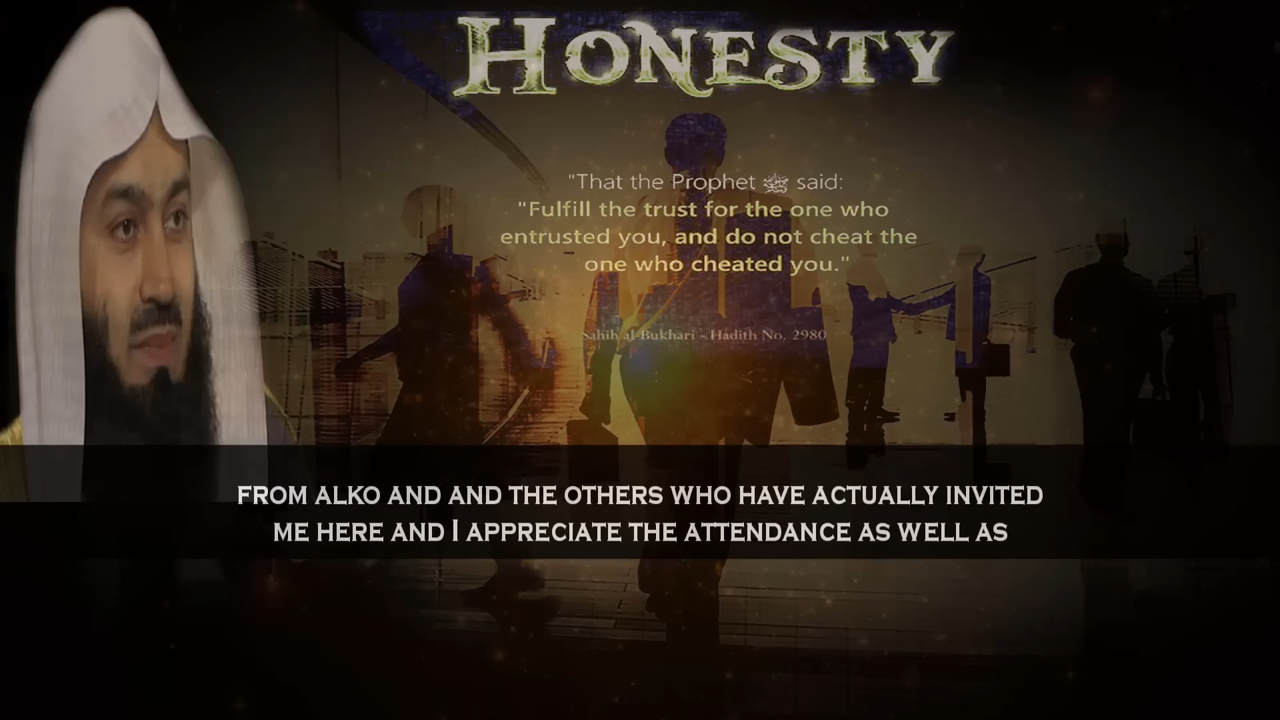 HONESTY
"That the Prophet ﷺ said:
"Fulfill the trust for the one who
entrusted you, and do not cheat the
one who cheated you."
Sahih al-Bukhari - Hadith No. 2980
FROM ALKO AND AND THE OTHERS WHO HAVE ACTUALLY INVITED
ME HERE AND I APPRECIATE THE ATTENDANCE AS WELL AS